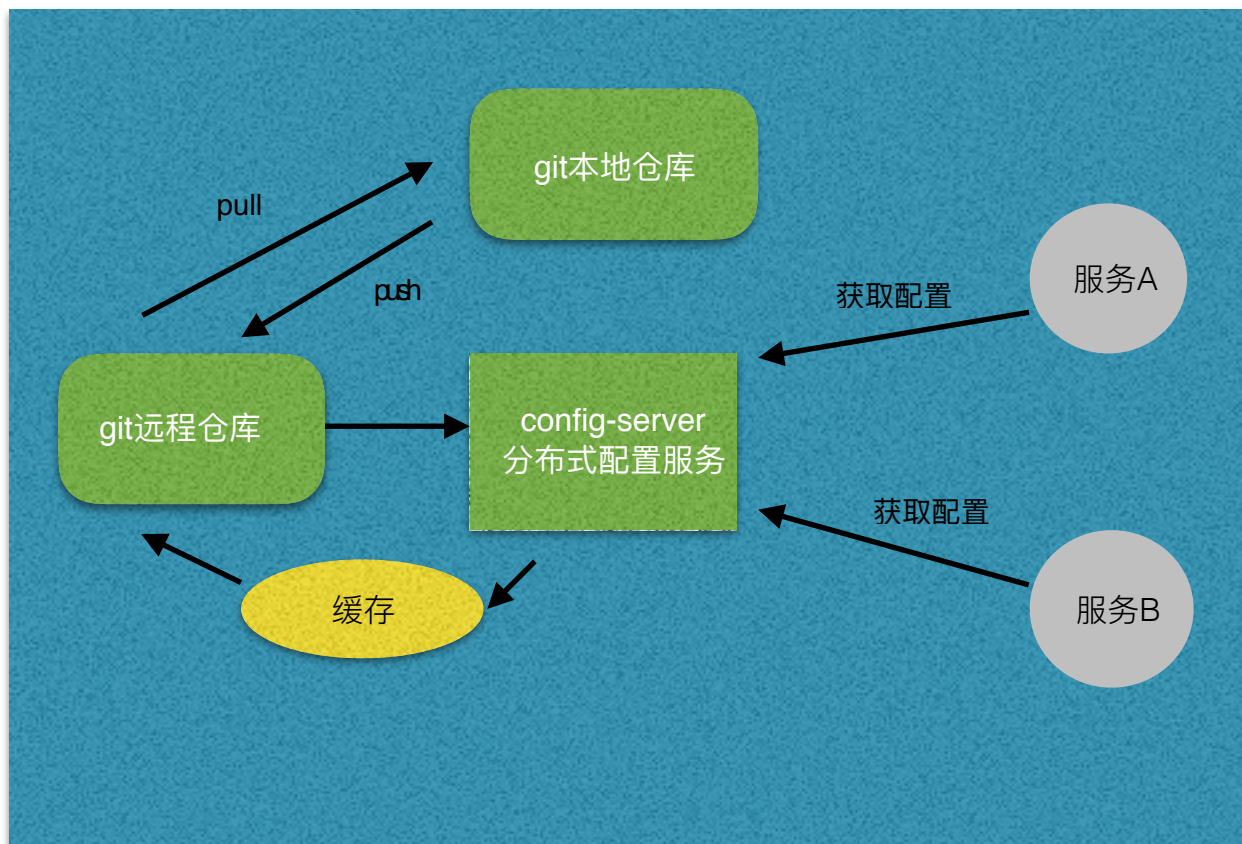 git本地仓库
pull
push
服务A
获取配置
git远程仓库
config-server
分布式配置服务
获取配置
缓存
服务B